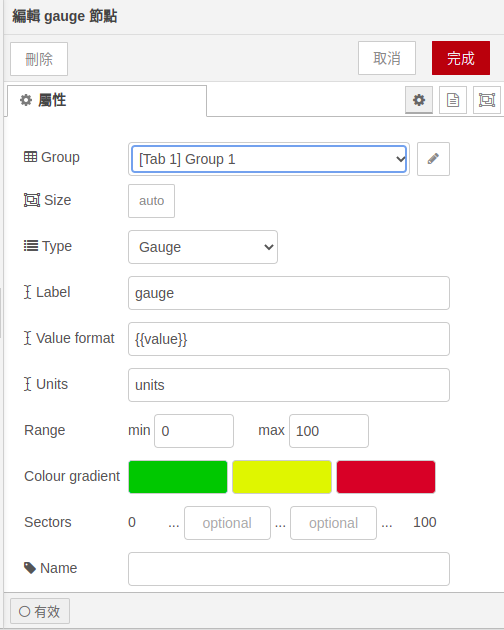 編輯 gauge 節點
刪除 取消 完成
屬性
Group [Tab 1] Group 1
Size auto
Type Gauge
Label gauge
Value format {{value}}
Units units
Range min 0 max 100
Colour gradient
Sectors 0 ... optional ... optional ... 100
Name
有效